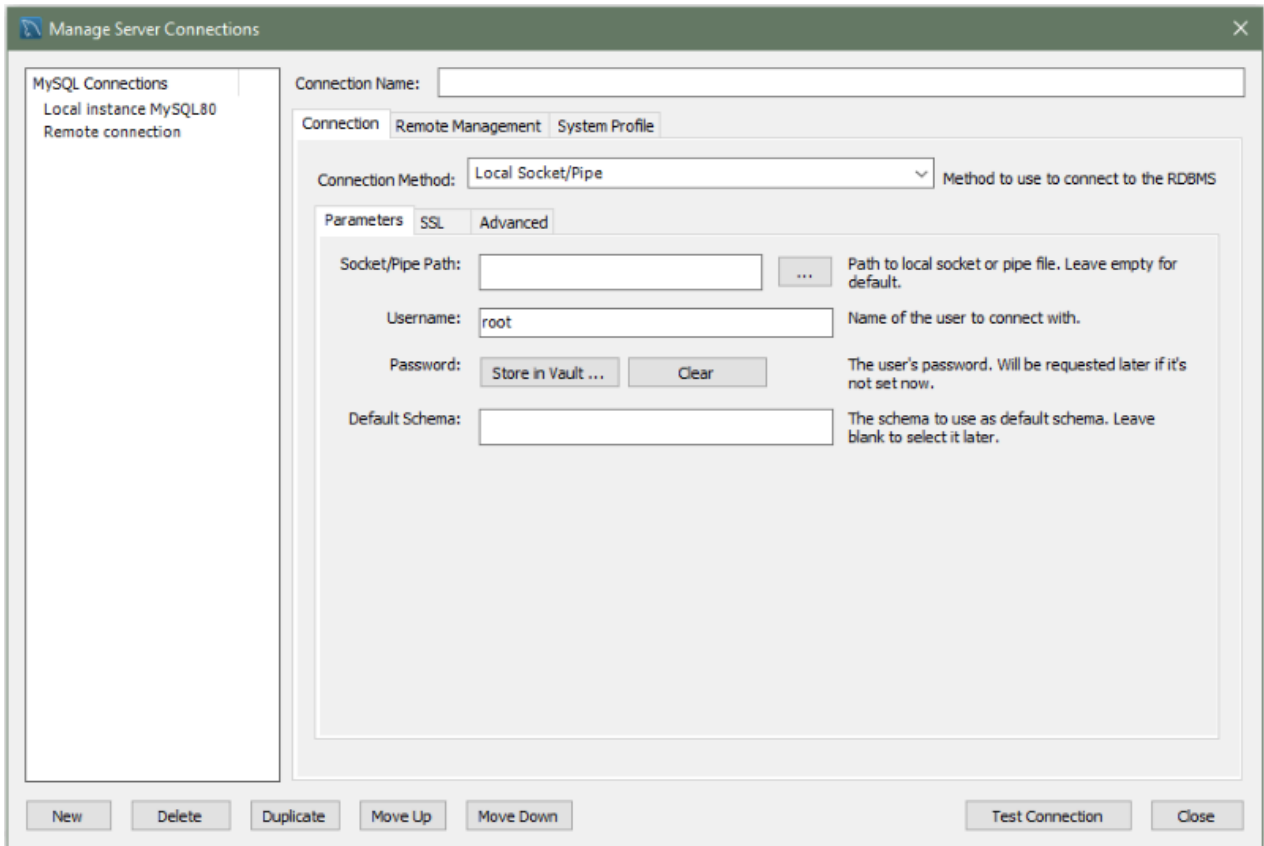 Manage Server Connections
MySQL Connections
Local instance MySQL80
Remote connection
Connection Name:
Connection
Remote Management
System Profile
Connection Method:
Local Socket/Pipe
Method to use to connect to the RDBMS
Parameters
SSL
Advanced
Socket/Pipe Path:
...
Path to local socket or pipe file. Leave empty for
default.
Username:
root
Name of the user to connect with.
Password:
Store in Vault ...
Clear
The user's password. Will be requested later if it's
not set now.
Default Schema:
The schema to use as default schema. Leave
blank to select it later.
New
Delete
Duplicate
Move Up
Move Down
Test Connection
Close